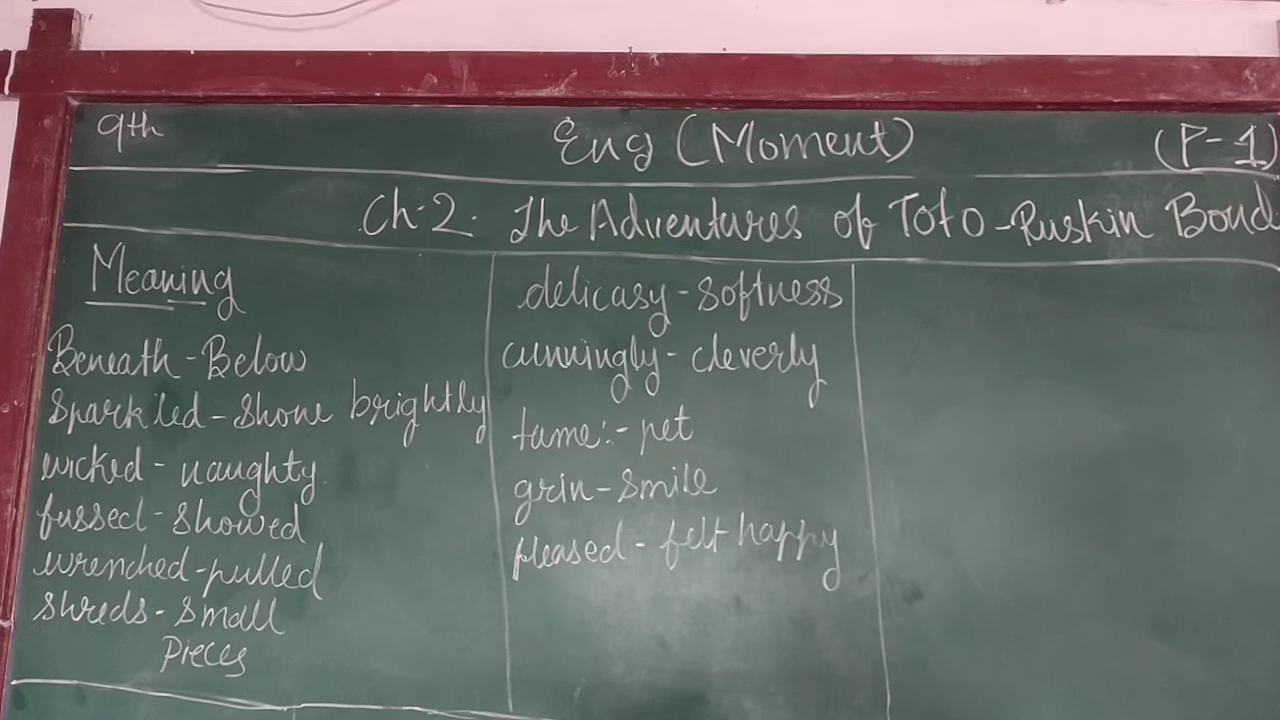 9th Eng (Moment) (P-1)
Ch-2. The Adventures of Toto - Ruskin Bond
Meaning
Beneath - Below
Sparkled - Shone brightly
wicked - naughty
fussed - showed
wrenched - pulled
shreds - small
Pieces
delicasy - softness
cunningly - cleverly
tame:- pet
grin - smile
pleased - felt happy